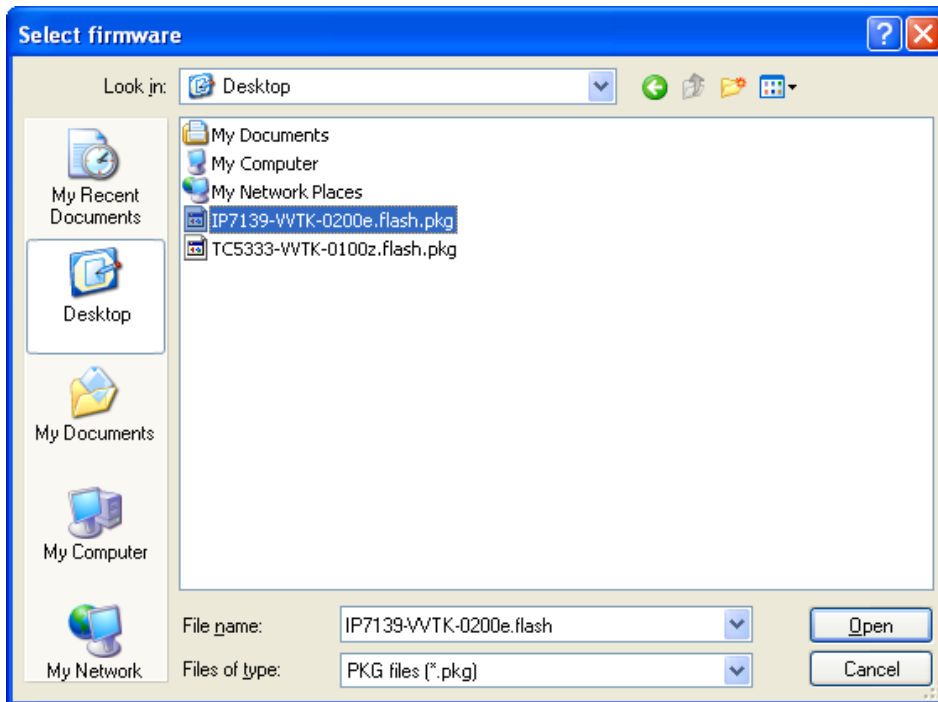 Select firmware
Look in:
Desktop
My Recent
Documents
Desktop
My Documents
My Computer
My Network
My Documents
My Computer
My Network Places
IP7139-VVTK-0200e.flash.pkg
TC5333-VVTK-0100z.flash.pkg
File name:
IP7139-VVTK-0200e.flash
Open
Files of type:
PKG files (*.pkg)
Cancel